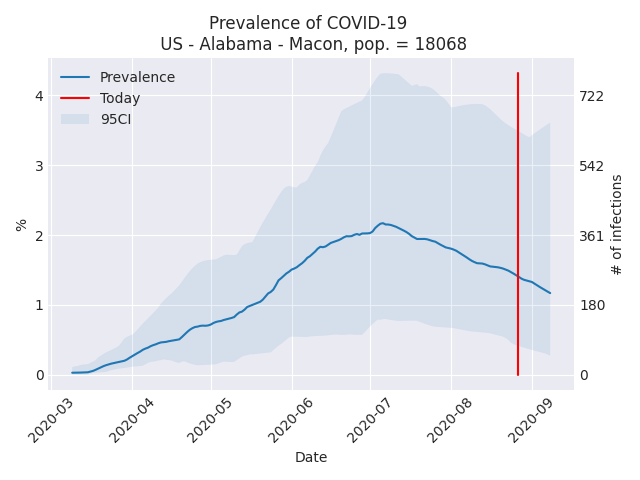 Prevalence of COVID-19
US - Alabama - Macon, pop. = 18068
Prevalence
Today
95CI
4
3
2
1
0
%
722
542
361
180
0
# of infections
2020-03
2020-04
2020-05
2020-06
2020-07
2020-08
2020-09
Date